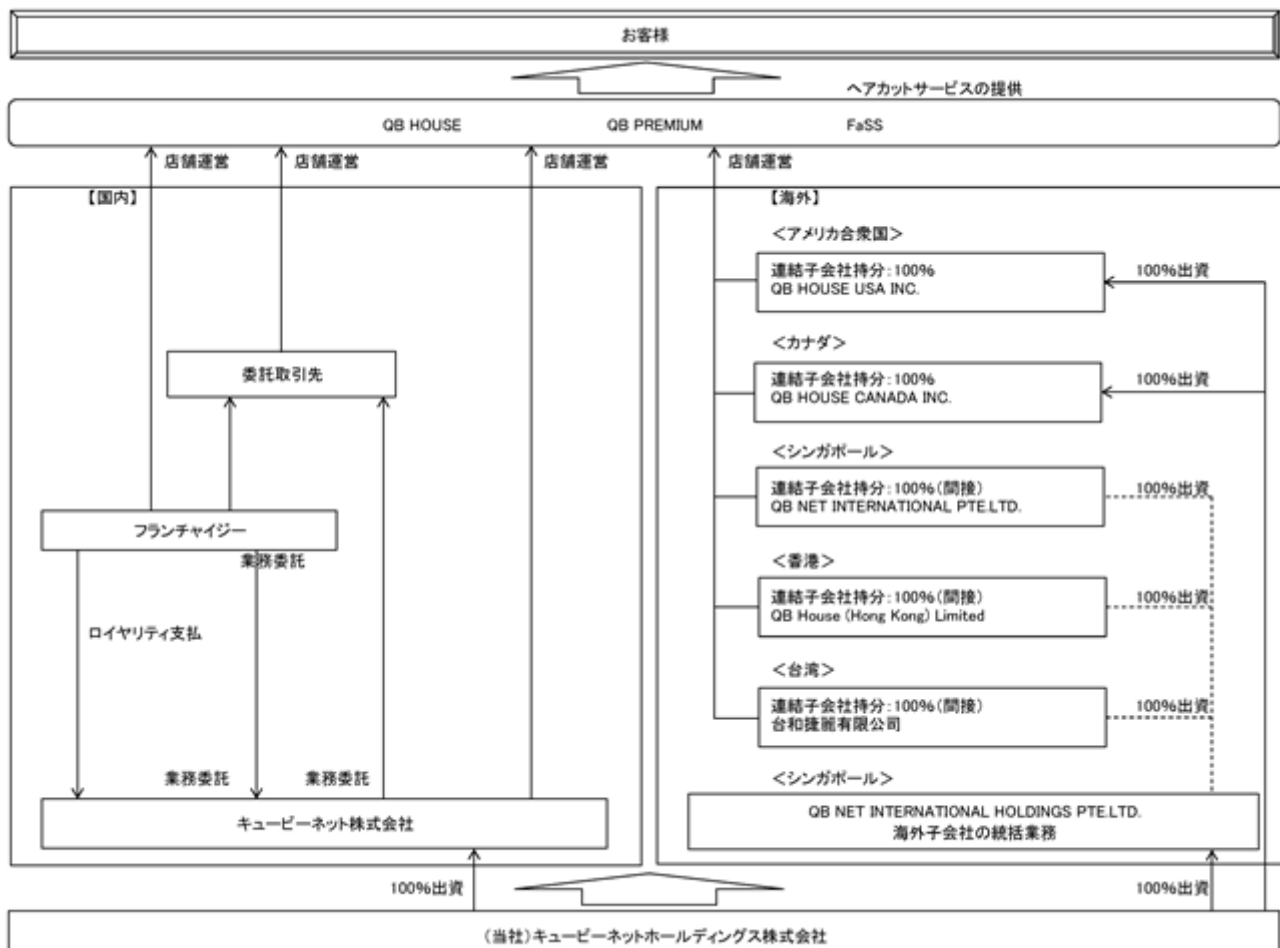 お客様
ヘアカットサービスの提供
QB HOUSE QB PREMIUM FaSS
店舗運営 店舗運営 店舗運営 店舗運営
【国内】
委託取引先
フランチャイジー
業務委託
ロイヤリティ支払
業務委託 業務委託
キュービーネット株式会社
100%出資
【海外】
<アメリカ合衆国>
連結子会社持分:100%
QB HOUSE USA INC.
100%出資
<カナダ>
連結子会社持分:100%
QB HOUSE CANADA INC.
100%出資
<シンガポール>
連結子会社持分:100%(間接)
QB NET INTERNATIONAL PTE.LTD.
100%出資
<香港>
連結子会社持分:100%(間接)
QB House (Hong Kong) Limited
100%出資
<台湾>
連結子会社持分:100%(間接)
台和捷麗有限公司
100%出資
<シンガポール>
QB NET INTERNATIONAL HOLDINGS PTE.LTD.
海外子会社の統括業務
100%出資
(当社)キュービーネットホールディングス株式会社